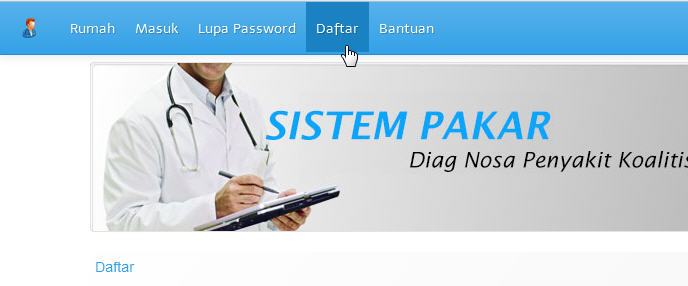 Rumah Masuk Lupa Password Daftar Bantuan
SISTEM PAKAR
Diag Nosa Penyakit Koalitis
Daftar